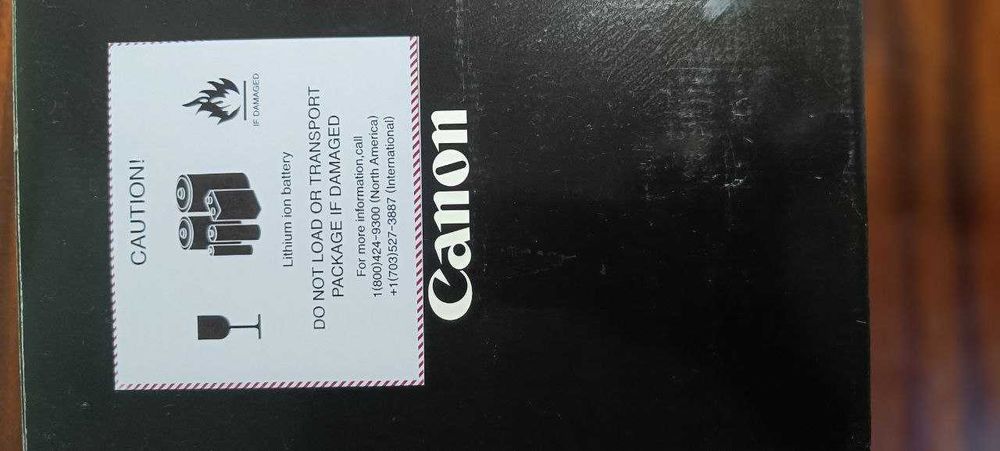 CAUTION!
IF DAMAGED
Lithium ion battery
DO NOT LOAD OR TRANSPORT
PACKAGE IF DAMAGED
For more information,call
1(800)424-9300 (North America)
+1(703)527-3887 (International)
Canon